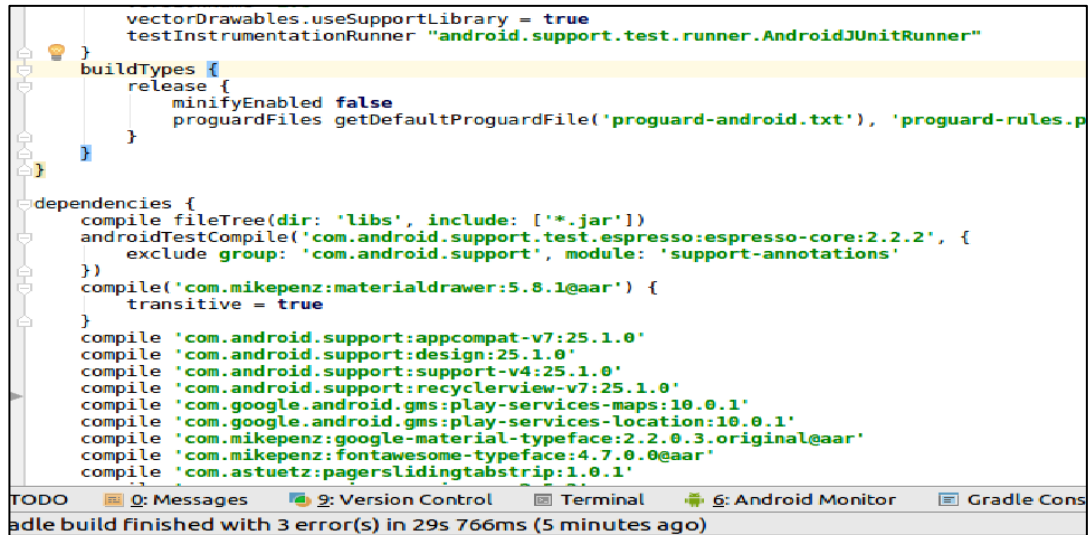 vectorDrawables.useSupportLibrary = true
testInstrumentationRunner "android.support.test.runner.AndroidJUnitRunner"
}
buildTypes {
release {
minifyEnabled false
proguardFiles getDefaultProguardFile('proguard-android.txt'), 'proguard-rules.p
}
}
}
dependencies {
compile fileTree(dir: 'libs', include: ['*.jar'])
androidTestCompile('com.android.support.test.espresso:espresso-core:2.2.2', {
exclude group: 'com.android.support', module: 'support-annotations'
})
compile('com.mikepenz:materialdrawer:5.8.1@aar') {
transitive = true
}
compile 'com.android.support:appcompat-v7:25.1.0'
compile 'com.android.support:design:25.1.0'
compile 'com.android.support:support-v4:25.1.0'
compile 'com.android.support:recyclerview-v7:25.1.0'
compile 'com.google.android.gms:play-services-maps:10.0.1'
compile 'com.google.android.gms:play-services-location:10.0.1'
compile 'com.mikepenz:google-material-typeface:2.2.0.3.original@aar'
compile 'com.mikepenz:fontawesome-typeface:4.7.0.0@aar'
compile 'com.astuetz:pagerslidingtabstrip:1.0.1'
TODO 0: Messages 9: Version Control Terminal 6: Android Monitor Gradle Cons
adle build finished with 3 error(s) in 29s 766ms (5 minutes ago)